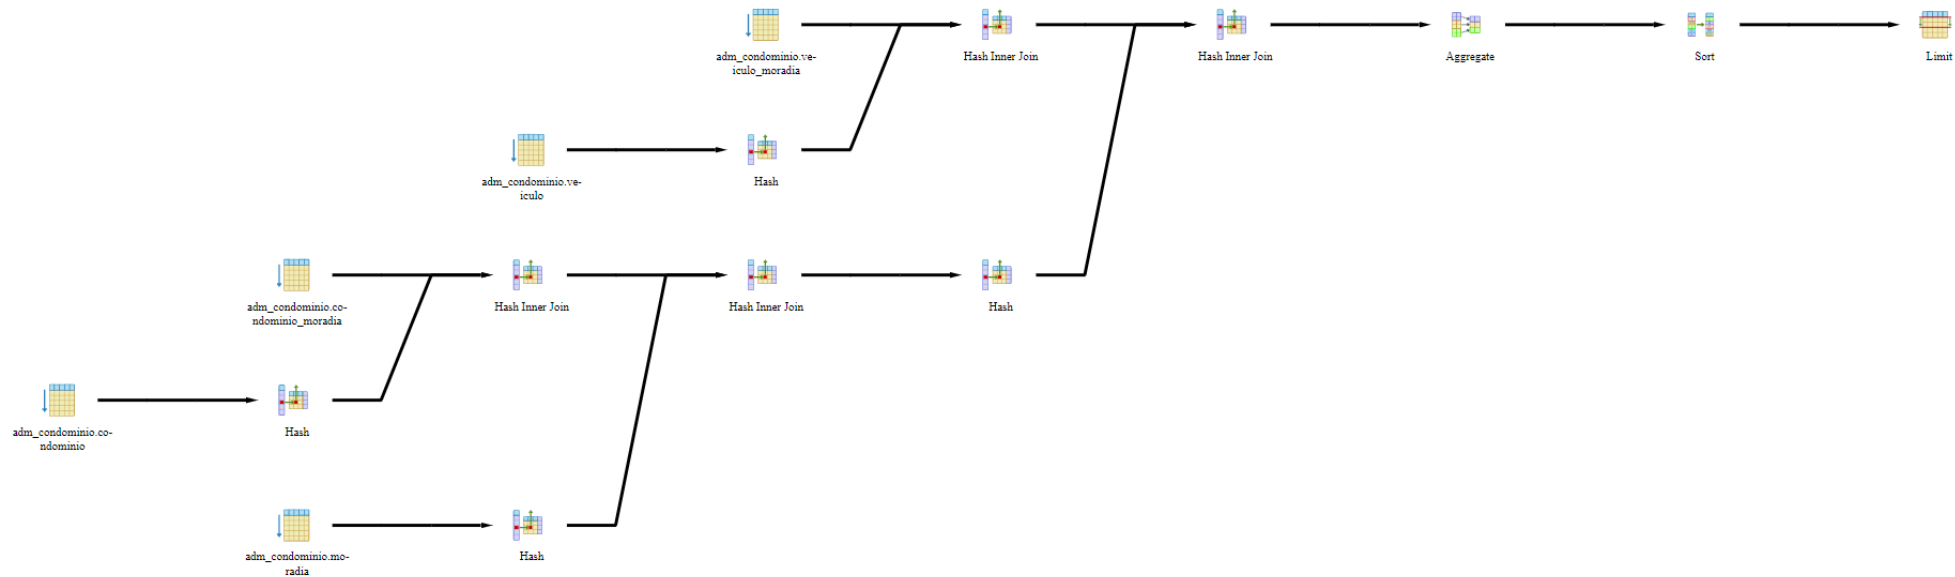 adm_condominio.ve-
iculo_moradia
Hash Inner Join
Hash Inner Join
Aggregate
Sort
Limit
adm_condominio.ve-
iculo
Hash
adm_condominio.co-
ndominio_moradia
Hash Inner Join
Hash Inner Join
Hash
adm_condominio.co-
ndominio
Hash
adm_condominio.mo-
radia
Hash